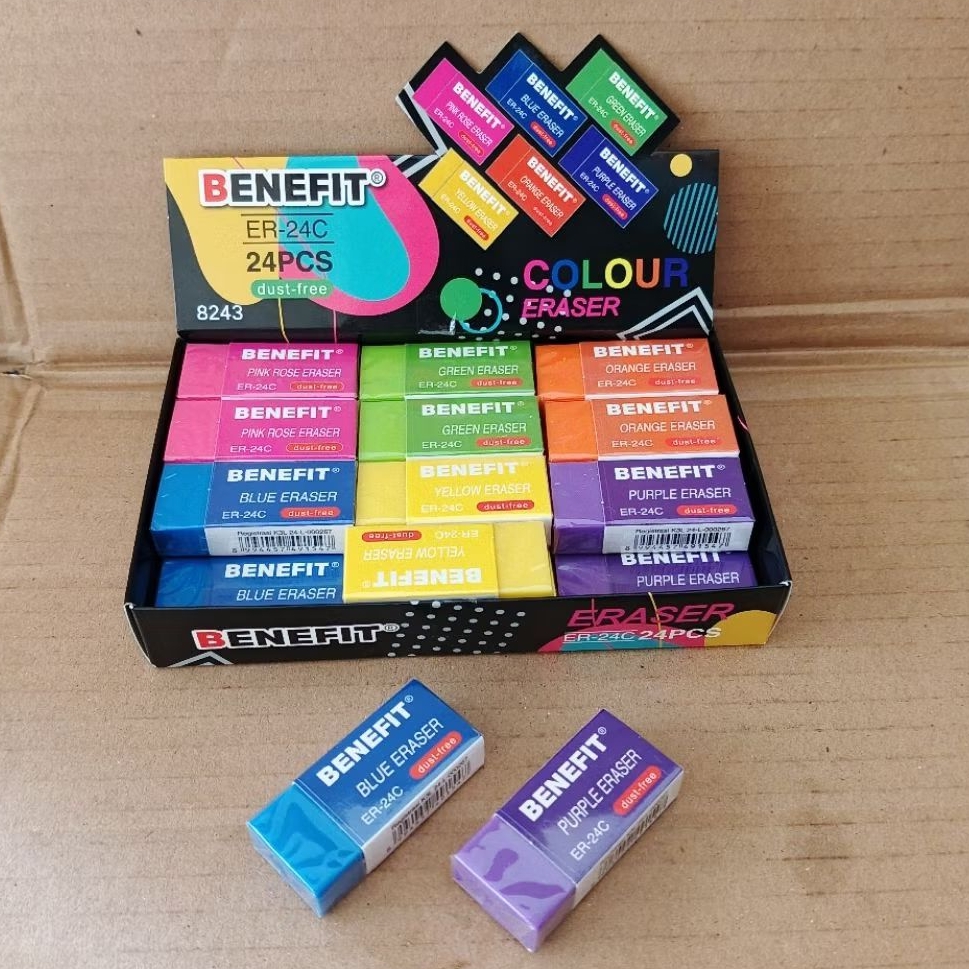 BENEFIT®
PINK ROSE ERASER
ER-24C dust-free
BENEFIT®
BLUE ERASER
ER-24C dust-free
BENEFIT®
GREEN ERASER
ER-24C dust-free
BENEFIT®
YELLOW ERASER
ER-24C dust-free
BENEFIT®
ORANGE ERASER
ER-24C dust-free
BENEFIT®
PURPLE ERASER
ER-24C dust-free
BENEFIT®
ER-24C
24PCS
dust-free
8243
COLOUR
ERASER
BENEFIT®
PINK ROSE ERASER
ER-24C dust-free
BENEFIT®
GREEN ERASER
ER-24C dust-free
BENEFIT®
ORANGE ERASER
ER-24C dust-free
BENEFIT®
PINK ROSE ERASER
ER-24C dust-free
BENEFIT®
GREEN ERASER
ER-24C dust-free
BENEFIT®
ORANGE ERASER
ER-24C dust-free
BENEFIT®
BLUE ERASER
ER-24C dust-free
BENEFIT®
YELLOW ERASER
ER-24C dust-free
BENEFIT®
PURPLE ERASER
ER-24C dust-free
BENEFIT®
BLUE ERASER
BENEFIT
YELLOW ERASER
ER-24C dust-free
BENEFIT
PURPLE ERASER
BENEFIT®
ERASER
ER-24C 24PCS
BENEFIT®
BLUE ERASER
ER-24C dust-free
BENEFIT®
PURPLE ERASER
ER-24C dust-free